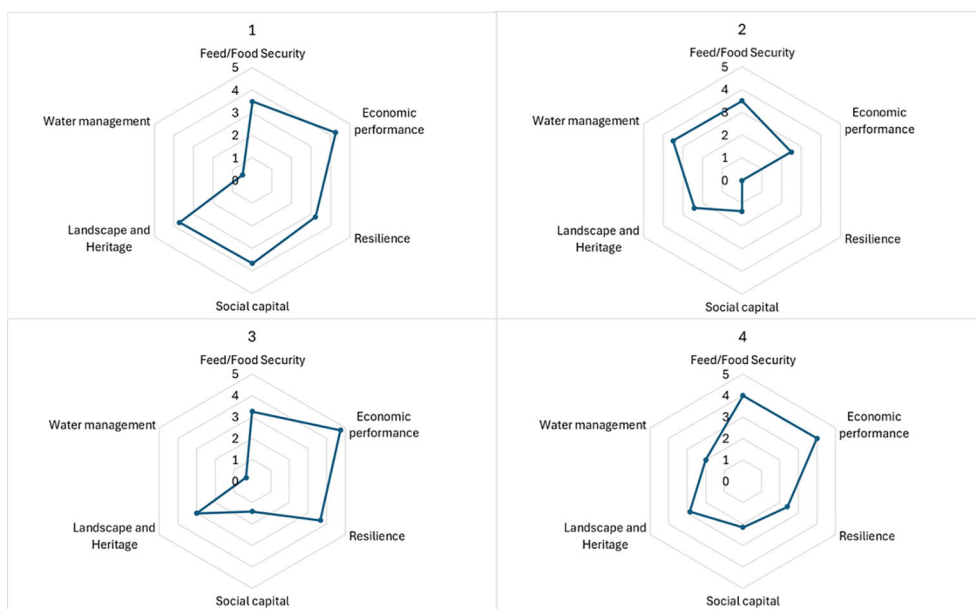 1
Feed/Food Security
5
4
3
2
1
0
Economic
performance
Resilience
Social capital
Landscape and
Heritage
Water management
2
Feed/Food Security
5
4
3
2
1
0
Economic
performance
Resilience
Social capital
Landscape and
Heritage
Water management
3
Feed/Food Security
5
4
3
2
1
0
Economic
performance
Resilience
Social capital
Landscape and
Heritage
Water management
4
Feed/Food Security
5
4
3
2
1
0
Economic
performance
Resilience
Social capital
Landscape and
Heritage
Water management